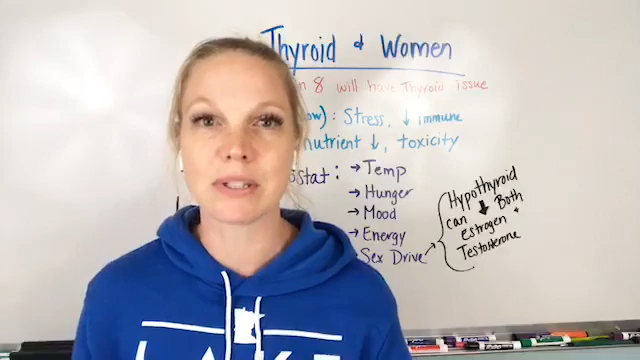 Thyroid & Women
8 will have Thyroid issue
: Stress, ↓ immune
nutrient ↓, toxicity
: → Temp
→ Hunger
→ Mood
→ Energy
→ Sex Drive →
Hypothyroid
can ↓ Both
Estrogen +
Testosterone
LAKE